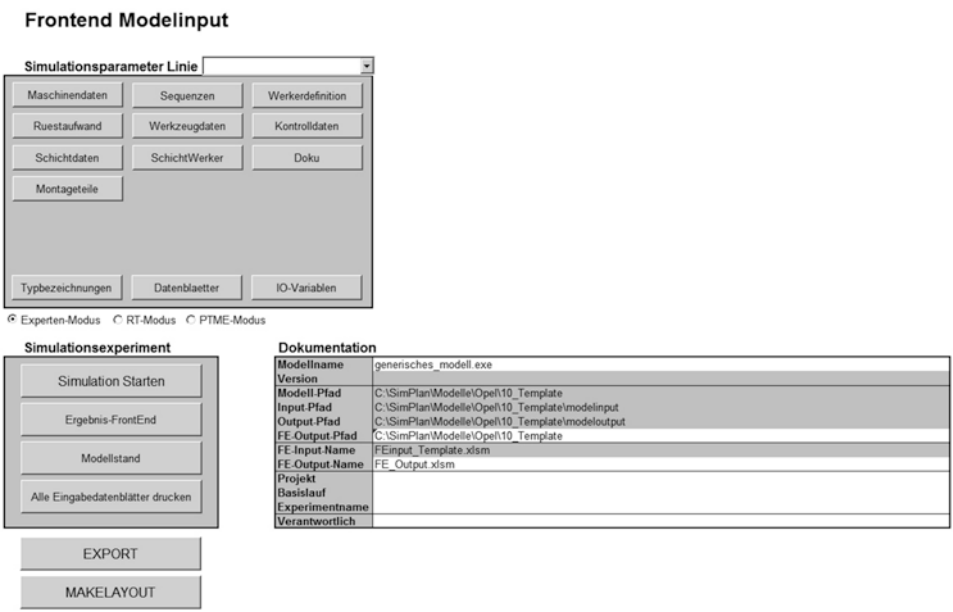 Frontend Modelinput
Simulationsparameter Linie
Maschinendaten Sequenzen Werkerdefinition
Ruestaufwand Werkzeugdaten Kontrolldaten
Schichtdaten SchichtWerker Doku
Montageteile
Typbezeichnungen Datenblaetter IO-Variablen
Experten-Modus RT-Modus PTME-Modus
Simulationsexperiment
Simulation Starten
Ergebnis-FrontEnd
Modellstand
Alle Eingabedatenblätter drucken
EXPORT
MAKELAYOUT
Dokumentation
Modellname generisches_modell.exe
Version
Modell-Pfad C:\SimPlan\Modelle\Opel\10_Template
Input-Pfad C:\SimPlan\Modelle\Opel\10_Template\modelinput
Output-Pfad C:\SimPlan\Modelle\Opel\10_Template\modeloutput
FE-Output-Pfad C:\SimPlan\Modelle\Opel\10_Template
FE-Input-Name FEinput_Template.xlsm
FE-Output-Name FE_Output.xlsm
Projekt
Basislauf
Experimentname
Verantwortlich